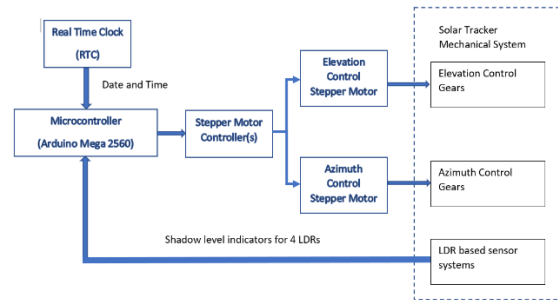 Real Time Clock
(RTC)
Date and Time
Microcontroller
(Arduino Mega 2560)
Stepper Motor
Controller(s)
Elevation
Control
Stepper Motor
Azimuth
Control
Stepper Motor
Solar Tracker
Mechanical System
Elevation Control
Gears
Azimuth Control
Gears
LDR based sensor
systems
Shadow level indicators for 4 LDRs